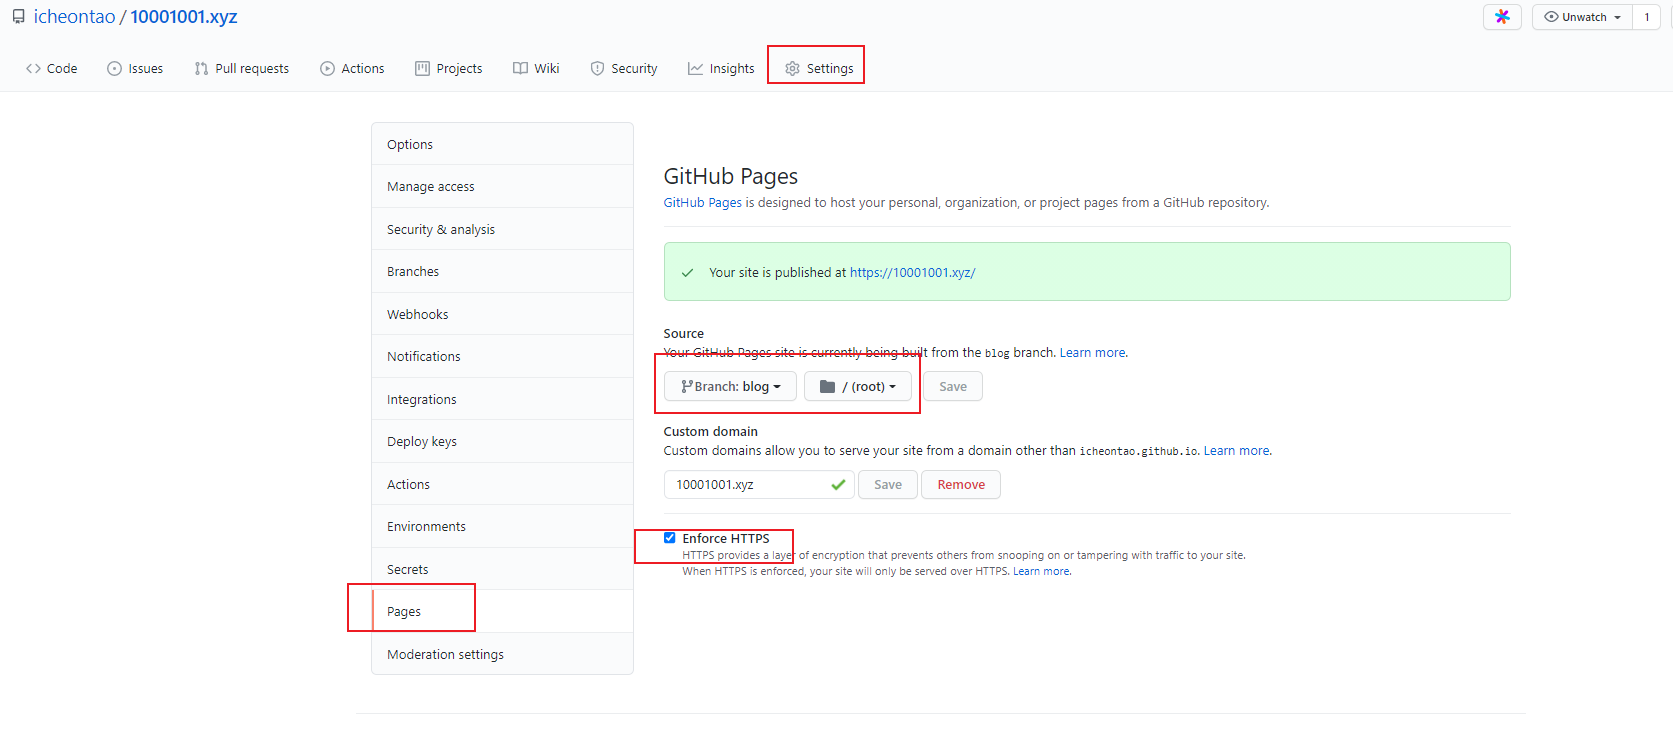 icheontao / 10001001.xyz
Unwatch 1
Code Issues Pull requests Actions Projects Wiki Security Insights Settings
Options
Manage access
Security & analysis
Branches
Webhooks
Notifications
Integrations
Deploy keys
Actions
Environments
Secrets
Pages
Moderation settings
GitHub Pages
GitHub Pages is designed to host your personal, organization, or project pages from a GitHub repository.
Your site is published at https://10001001.xyz/
Source
Your GitHub Pages site is currently being built from the blog branch. Learn more.
Branch: blog / (root) Save
Custom domain
Custom domains allow you to serve your site from a domain other than icheontao.github.io. Learn more.
10001001.xyz Save Remove
Enforce HTTPS
HTTPS provides a layer of encryption that prevents others from snooping on or tampering with traffic to your site.
When HTTPS is enforced, your site will only be served over HTTPS. Learn more.